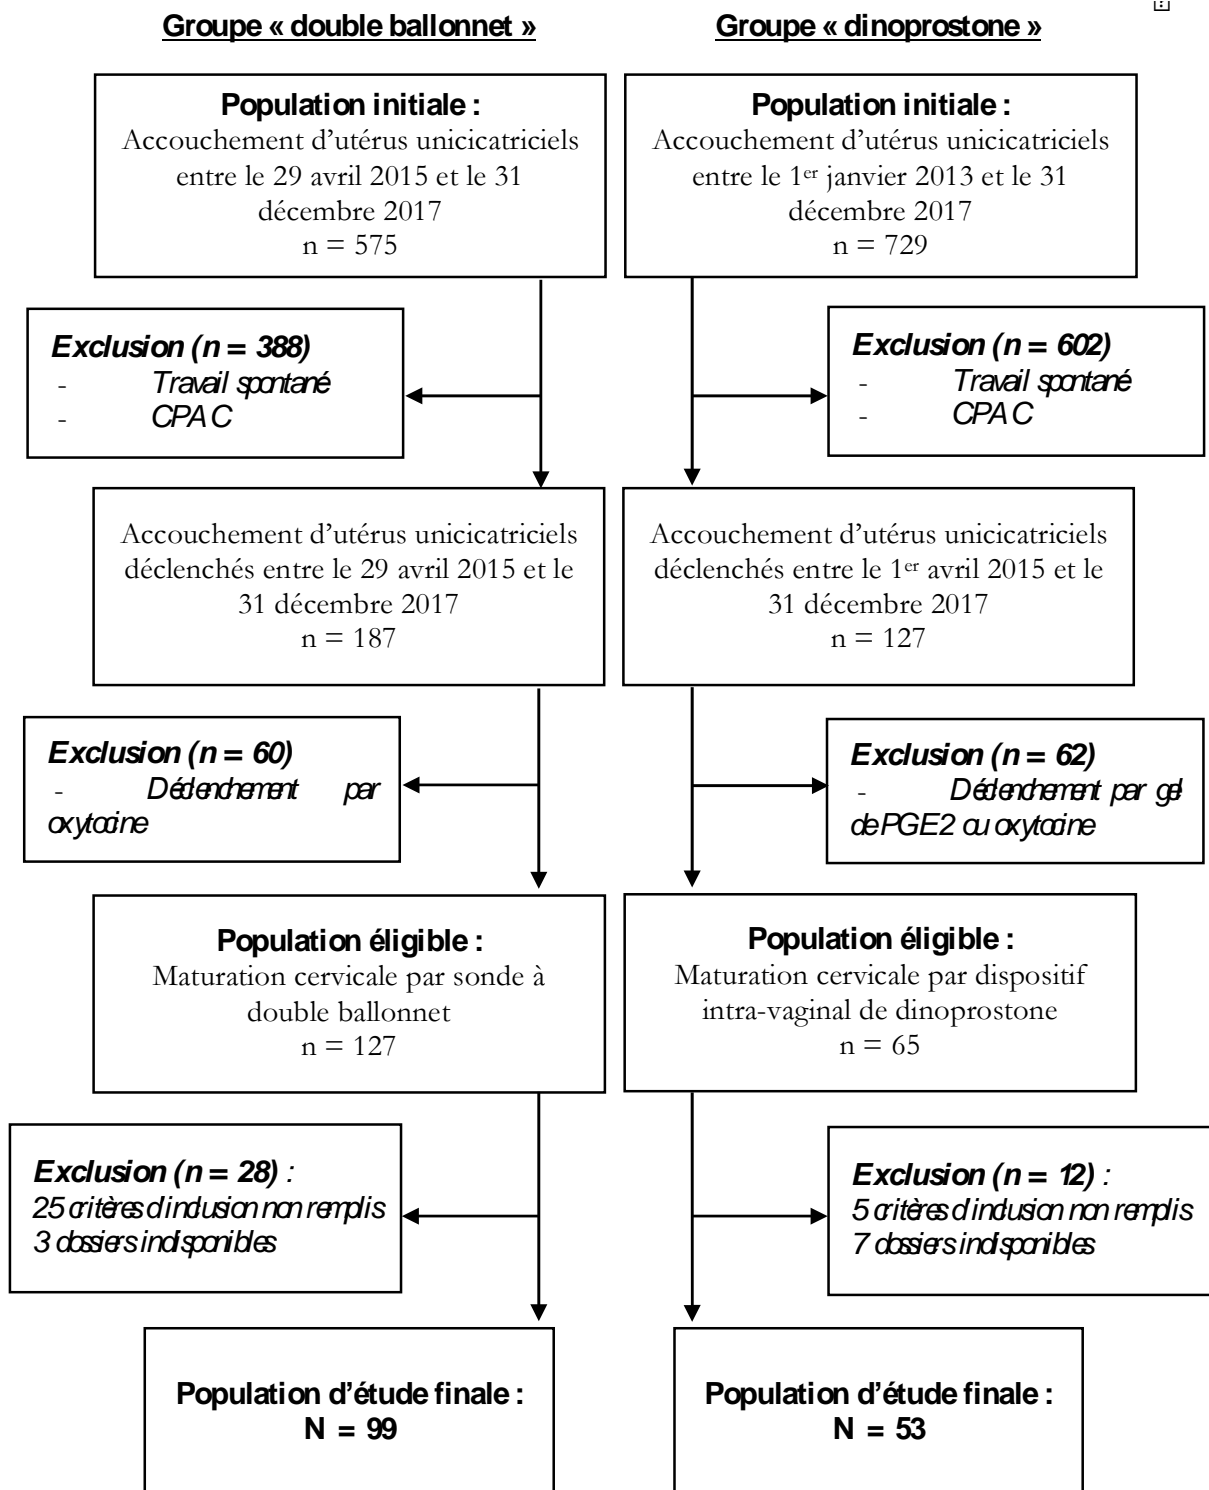 Groupe « double ballonnet »
Population initiale :
Accouchement d'utérus unicicatriciels
entre le 29 avril 2015 et le 31
décembre 2017
n = 575
Exclusion (n = 388)
- Travail spontané
- CPAC
Accouchement d'utérus unicicatriciels
déclenchés entre le 29 avril 2015 et le
31 décembre 2017
n = 187
Exclusion (n = 60)
- Déclenchement par
oxytocine
Population éligible :
Maturation cervicale par sonde à
double ballonnet
n = 127
Exclusion (n = 28) :
25 critères d'inclusion non remplis
3 dossiers indisponibles
Population d'étude finale :
N = 99
Groupe « dinoprostone »
Population initiale :
Accouchement d'utérus unicicatriciels
entre le 1er janvier 2013 et le 31
décembre 2017
n = 729
Exclusion (n = 602)
- Travail spontané
- CPAC
Accouchement d'utérus unicicatriciels
déclenchés entre le 1er avril 2015 et le
31 décembre 2017
n = 127
Exclusion (n = 62)
- Déclenchement par gel
de PGE2 ou oxytocine
Population éligible :
Maturation cervicale par dispositif
intra-vaginal de dinoprostone
n = 65
Exclusion (n = 12) :
5 critères d'inclusion non remplis
7 dossiers indisponibles
Population d'étude finale :
N = 53